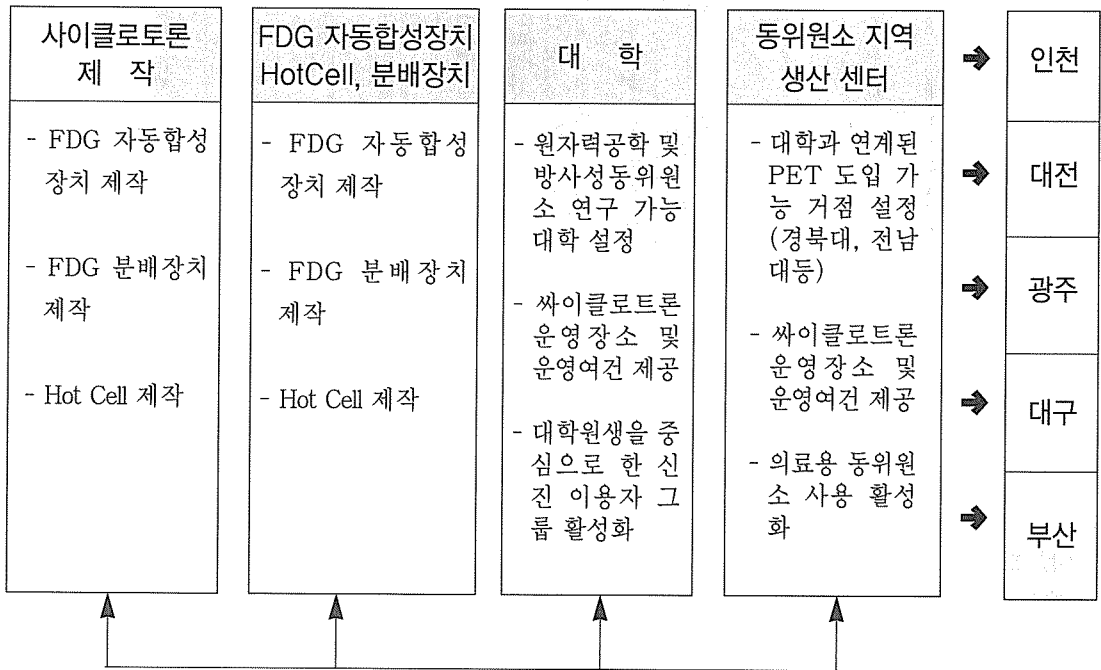 사이클로토론
제 작
- FDG 자동합성
장치 제작
- FDG 분배장치
제작
- Hot Cell 제작
FDG 자동합성장치
HotCell, 분배장치
- FDG 자동합성
장치 제작
- FDG 분배장치
제작
- Hot Cell 제작
대 학
- 원자력공학 및
방사성동위원
소 연구 가능
대학 설정
- 싸이클로트론
운영장소 및
운영여건 제공
- 대학원생을 중
심으로 한 신
진 이용자 그
룹 활성화
동위원소 지역
생산 센터
- 대학과 연계된
PET 도입 가
능 거점 설정
(경북대, 전남
대등)
- 싸이클로트론
운영장소 및
운영여건 제공
- 의료용 동위원
소 사용 활성
화
인천
대전
광주
대구
부산